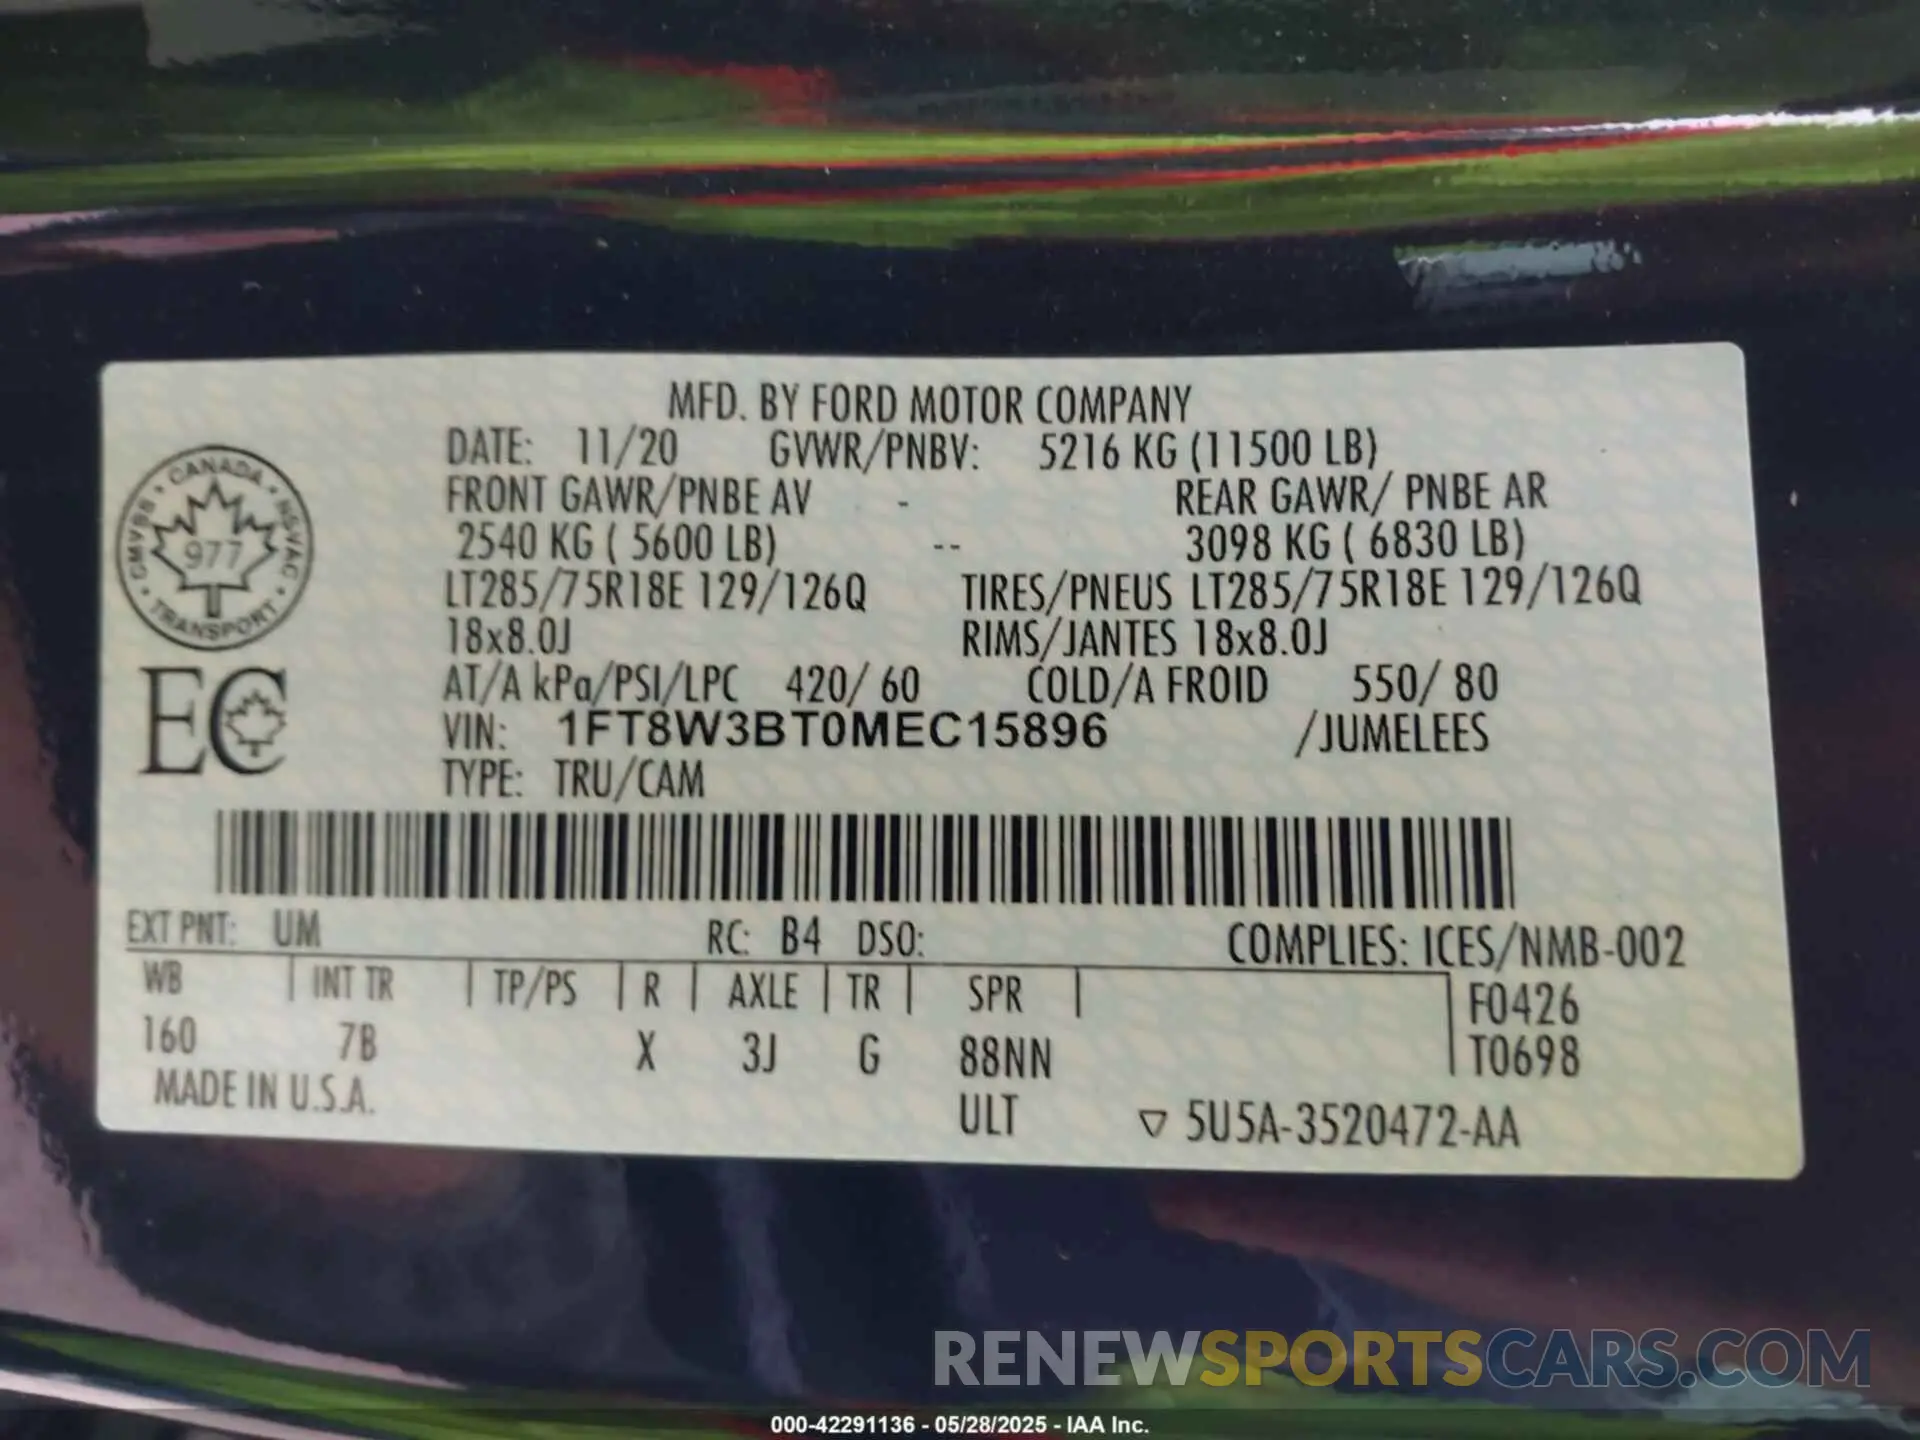 MFD. BY FORD MOTOR COMPANY
DATE: 11/20 GVWR/PNBV: 5216 KG (11500 LB)
FRONT GAWR/PNBE AV - REAR GAWR/ PNBE AR
2540 KG ( 5600 LB) -- 3098 KG ( 6830 LB)
LT285/75R18E 129/126Q TIRES/PNEUS LT285/75R18E 129/126Q
18x8.0J RIMS/JANTES 18x8.0J
AT/A kPa/PSI/LPC 420/ 60 COLD/A FROID 550/ 80
VIN: 1FT8W3BT0MEC15896 /JUMELEES
TYPE: TRU/CAM
CANADA • NSVAC • TRANSPORT • CMVSS •
977
EC
EXT PNT: UM RC: B4 DSO: COMPLIES: ICES/NMB-002
WB INT TR TP/PS R AXLE TR SPR F0426
160 7B X 3J G 88NN T0698
MADE IN U.S.A. ULT ▽ 5U5A-3520472-AA
RENEWSPORTSCARS.COM
000-42291136 - 05/28/2025 - IAA Inc.